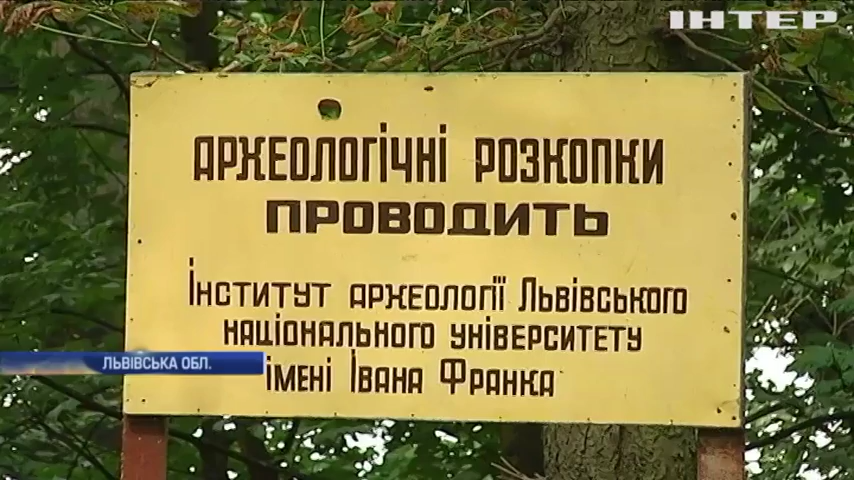 ІНТЕР
АРХЕОЛОГІЧНІ РОЗКОПКИ
ПРОВОДИТЬ
ІНСТИТУТ АРХЕОЛОГІЇ ЛЬВІВСЬКОГО
НАЦІОНАЛЬНОГО УНІВЕРСИТЕТУ
ІМЕНІ ІВАНА ФРАНКА
ЛЬВІВСЬКА ОБЛ.